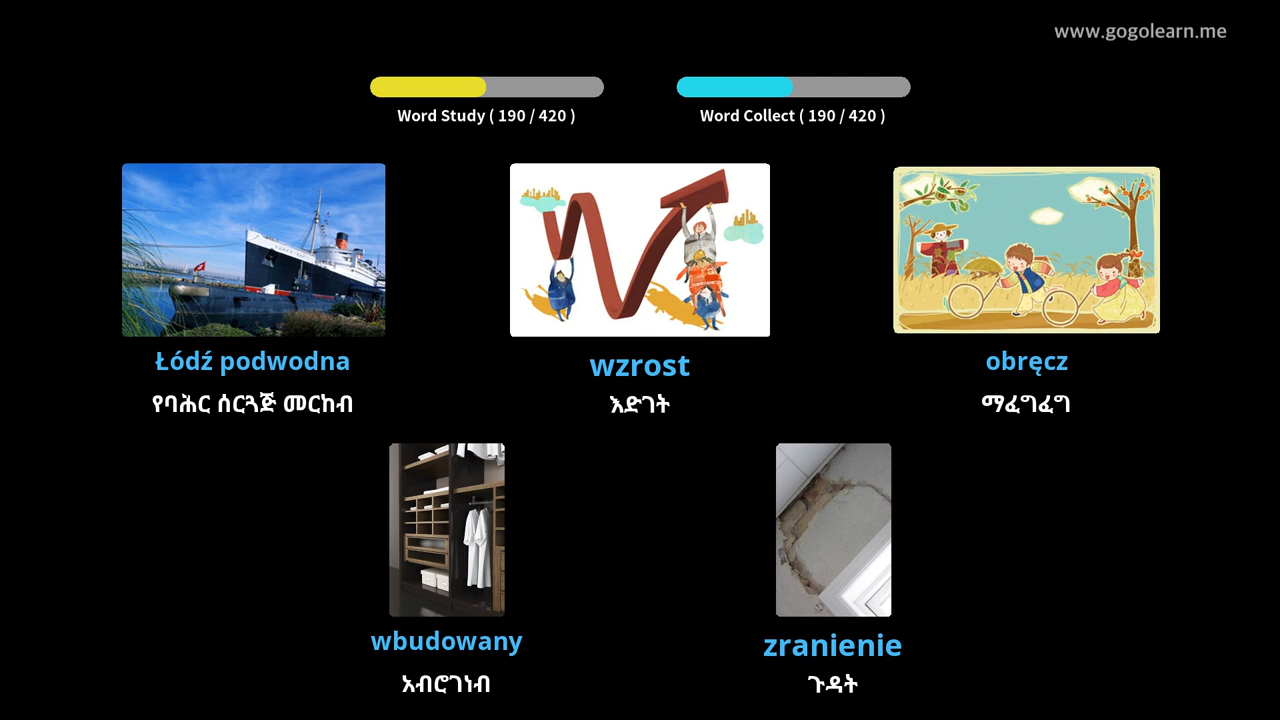 www.gogolearn.me
Word Study ( 190 / 420 )
Word Collect ( 190 / 420 )
Łódź podwodna
የባሕር ሰርጓጅ መርከብ
wzrost
እድገት
obręcz
ማፈግፈግ
wbudowany
አብሮገነብ
zranienie
ጉዳት